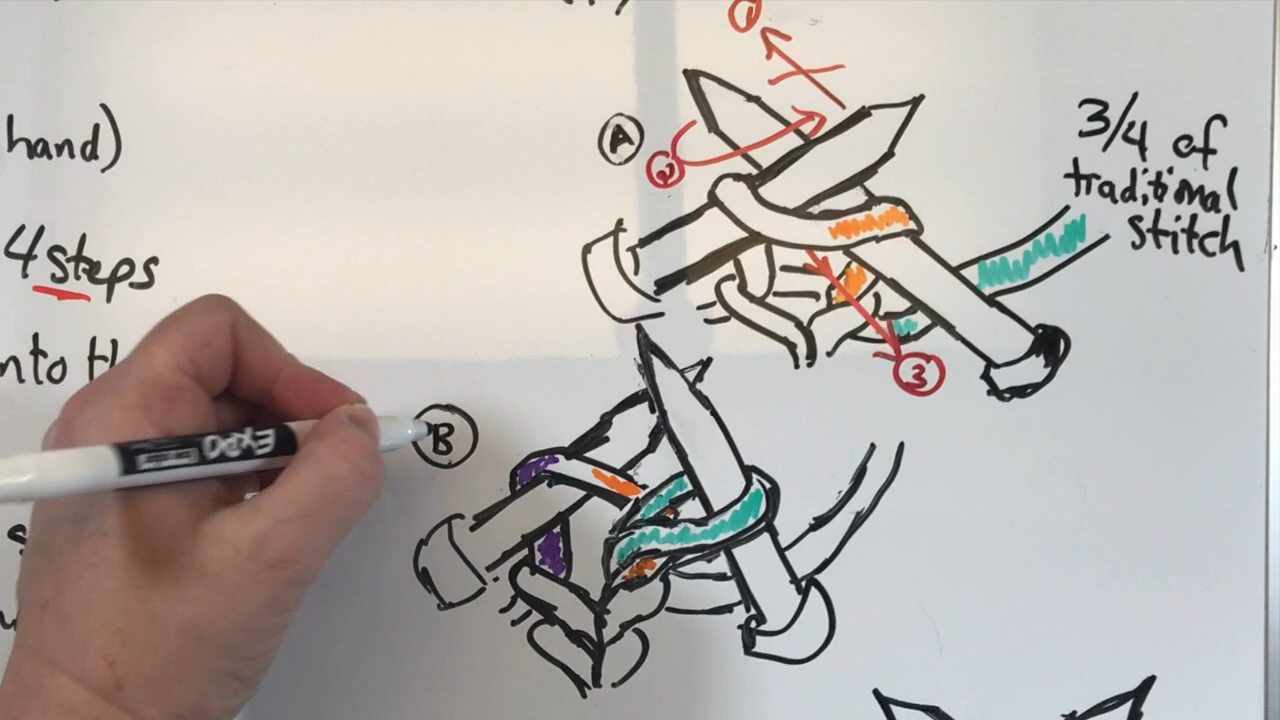 hand)
4 steps
nto th
EXPO
1
A
2
3
B
3/4 of
traditional
stitch